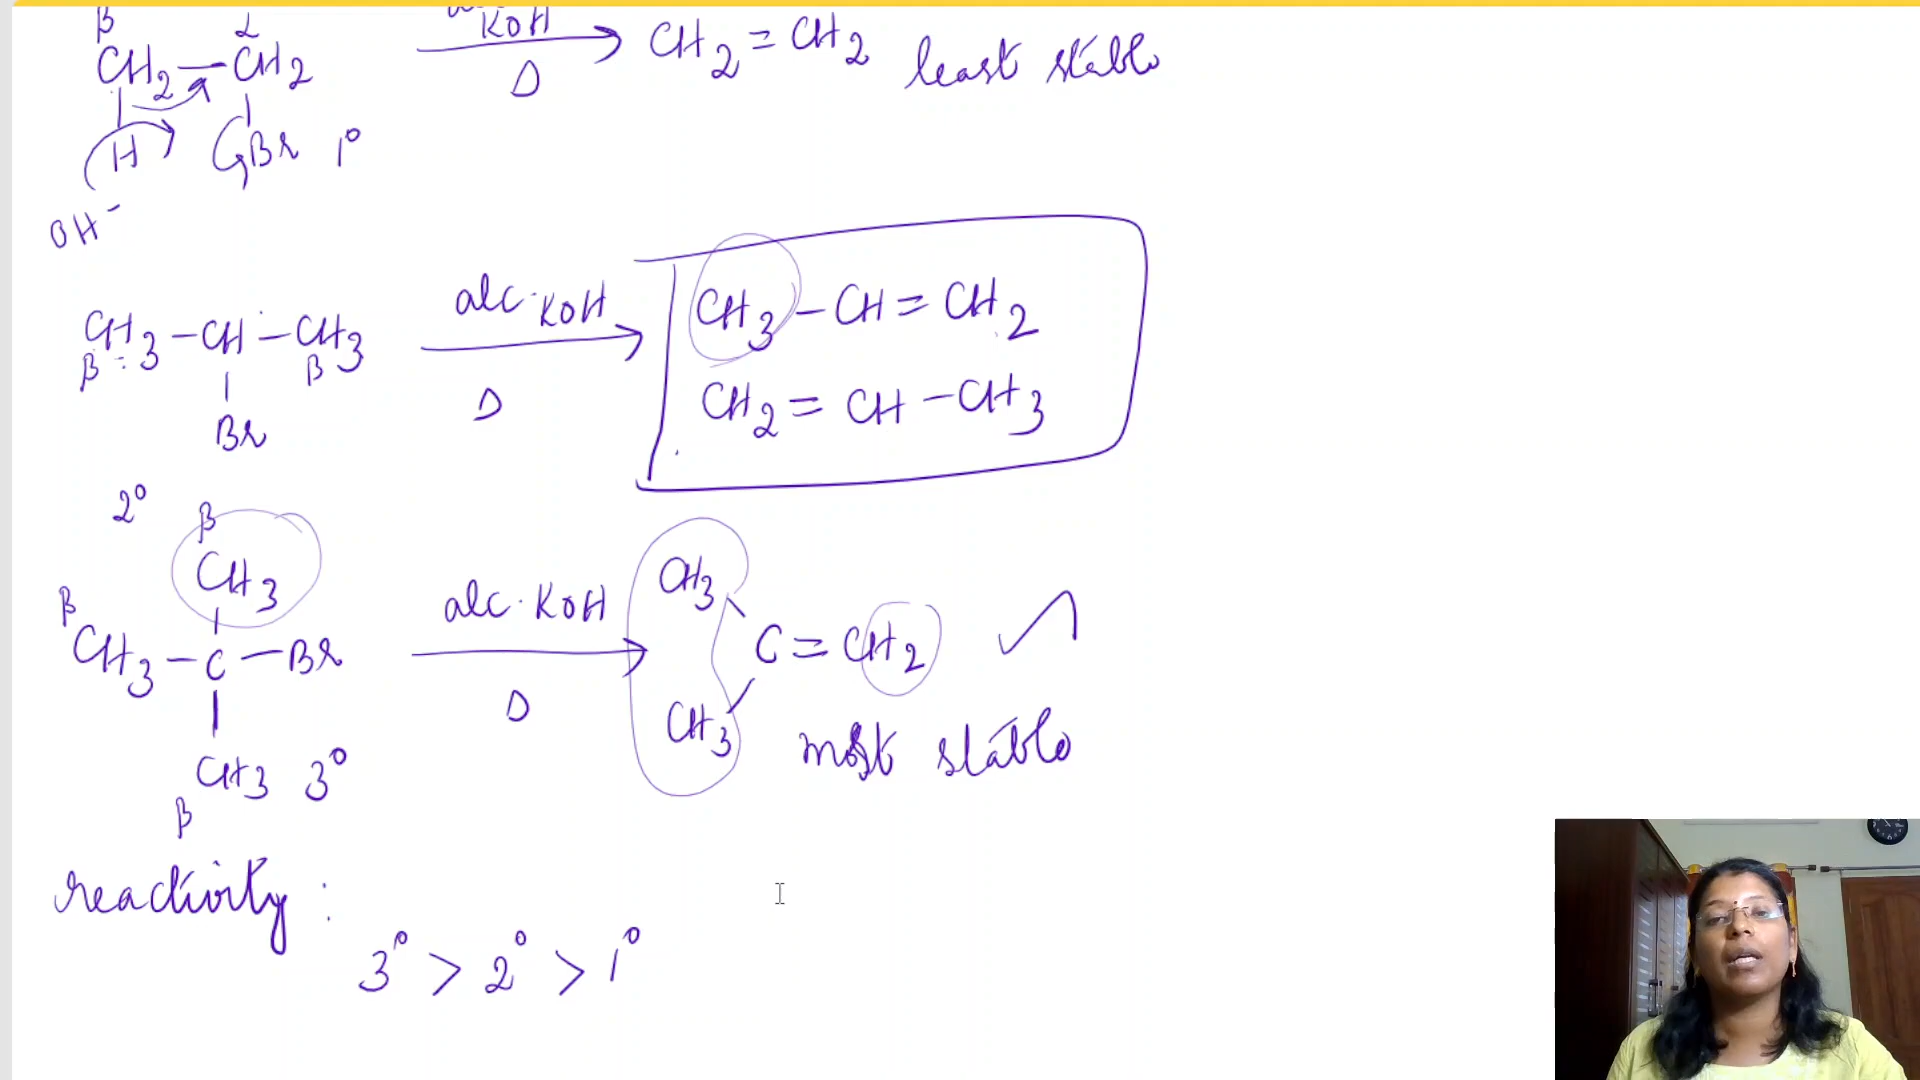 β α
CH2 – CH2 KOH → CH2 = CH2 least stable
Δ
H Br 1°
OH⁻
alc. KOH CH3 – CH = CH2
CH3 – CH – CH3 →
β β
Δ CH2 = CH – CH3
Br
2°
β
CH3 alc. KOH CH3
β
CH3 – C – Br → C = CH2
Δ CH3
CH3 3° most stable
β
reactivity :
3° > 2° > 1°